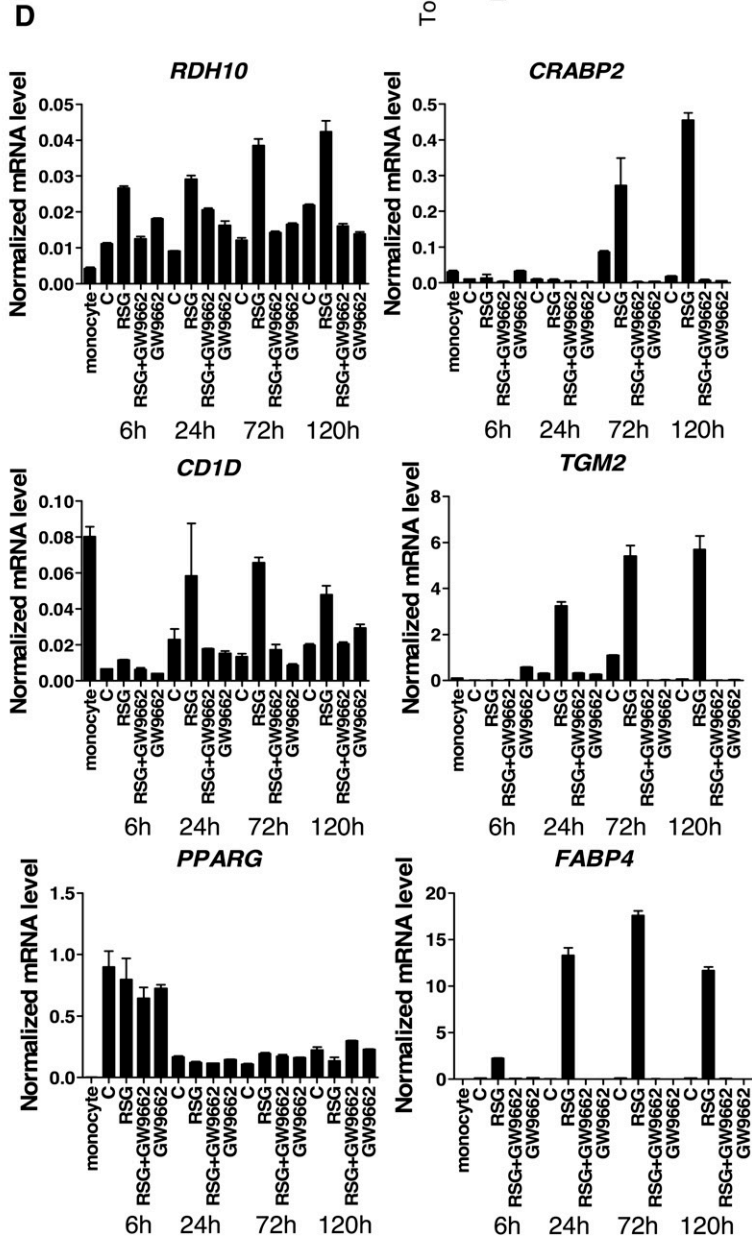 D
To
RDH10
Normalized mRNA level
0.05
0.04
0.03
0.02
0.01
0.00
monocyte
C
RSG
RSG+GW9662
GW9662
C
RSG
RSG+GW9662
GW9662
C
RSG
RSG+GW9662
GW9662
C
RSG
RSG+GW9662
GW9662
6h 24h 72h 120h
CRABP2
Normalized mRNA level
0.5
0.4
0.3
0.2
0.1
0.0
monocyte
C
RSG
RSG+GW9662
GW9662
C
RSG
RSG+GW9662
GW9662
C
RSG
RSG+GW9662
GW9662
C
RSG
RSG+GW9662
GW9662
6h 24h 72h 120h
CD1D
Normalized mRNA level
0.10
0.08
0.06
0.04
0.02
0.00
monocyte
C
RSG
RSG+GW9662
GW9662
C
RSG
RSG+GW9662
GW9662
C
RSG
RSG+GW9662
GW9662
C
RSG
RSG+GW9662
GW9662
6h 24h 72h 120h
TGM2
Normalized mRNA level
8
6
4
2
0
monocyte
C
RSG
RSG+GW9662
GW9662
C
RSG
RSG+GW9662
GW9662
C
RSG
RSG+GW9662
GW9662
C
RSG
RSG+GW9662
GW9662
6h 24h 72h 120h
PPARG
Normalized mRNA level
1.5
1.0
0.5
0.0
monocyte
C
RSG
RSG+GW9662
GW9662
C
RSG
RSG+GW9662
GW9662
C
RSG
RSG+GW9662
GW9662
C
RSG
RSG+GW9662
GW9662
6h 24h 72h 120h
FABP4
Normalized mRNA level
20
15
10
5
0
monocyte
C
RSG
RSG+GW9662
GW9662
C
RSG
RSG+GW9662
GW9662
C
RSG
RSG+GW9662
GW9662
C
RSG
RSG+GW9662
GW9662
6h 24h 72h 120h